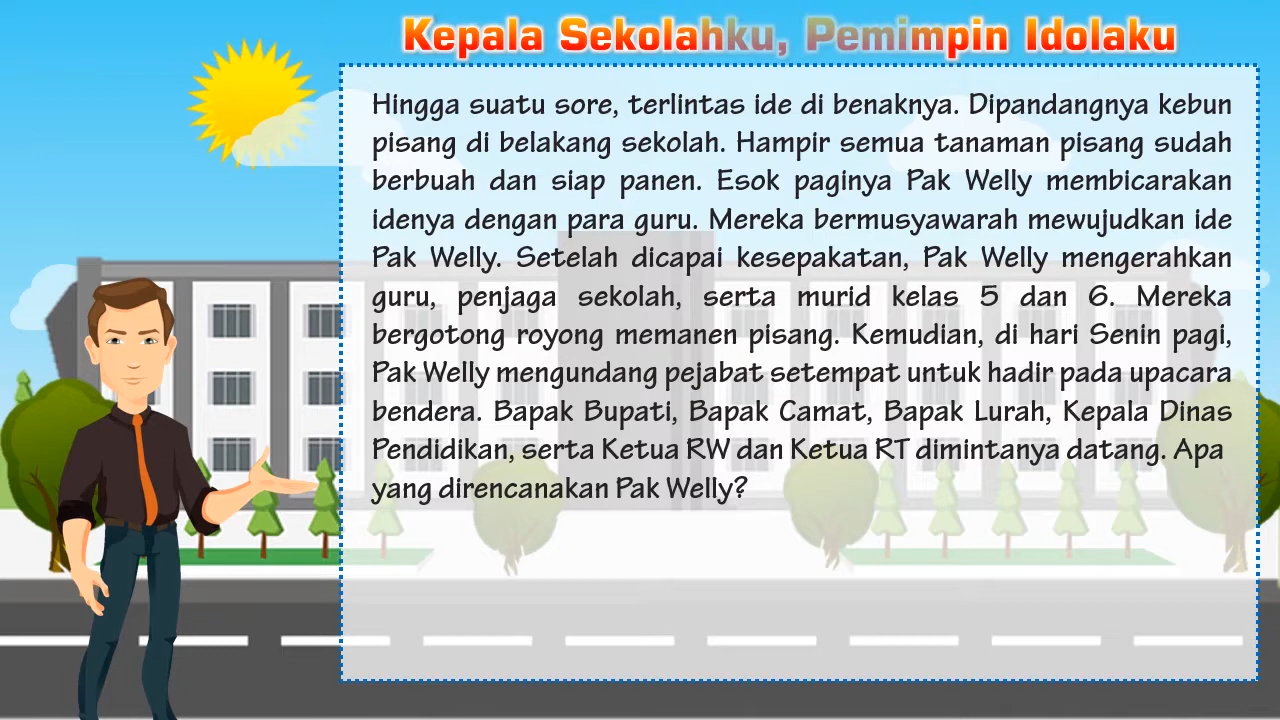 Kepala Sekolahku, Pemimpin Idolaku
Hingga suatu sore, terlintas ide di benaknya. Dipandangnya kebun
pisang di belakang sekolah. Hampir semua tanaman pisang sudah
berbuah dan siap panen. Esok paginya Pak Welly membicarakan
idenya dengan para guru. Mereka bermusyawarah mewujudkan ide
Pak Welly. Setelah dicapai kesepakatan, Pak Welly mengerahkan
guru, penjaga sekolah, serta murid kelas 5 dan 6. Mereka
bergotong royong memanen pisang. Kemudian, di hari Senin pagi,
Pak Welly mengundang pejabat setempat untuk hadir pada upacara
bendera. Bapak Bupati, Bapak Camat, Bapak Lurah, Kepala Dinas
Pendidikan, serta Ketua RW dan Ketua RT dimintanya datang. Apa
yang direncanakan Pak Welly?